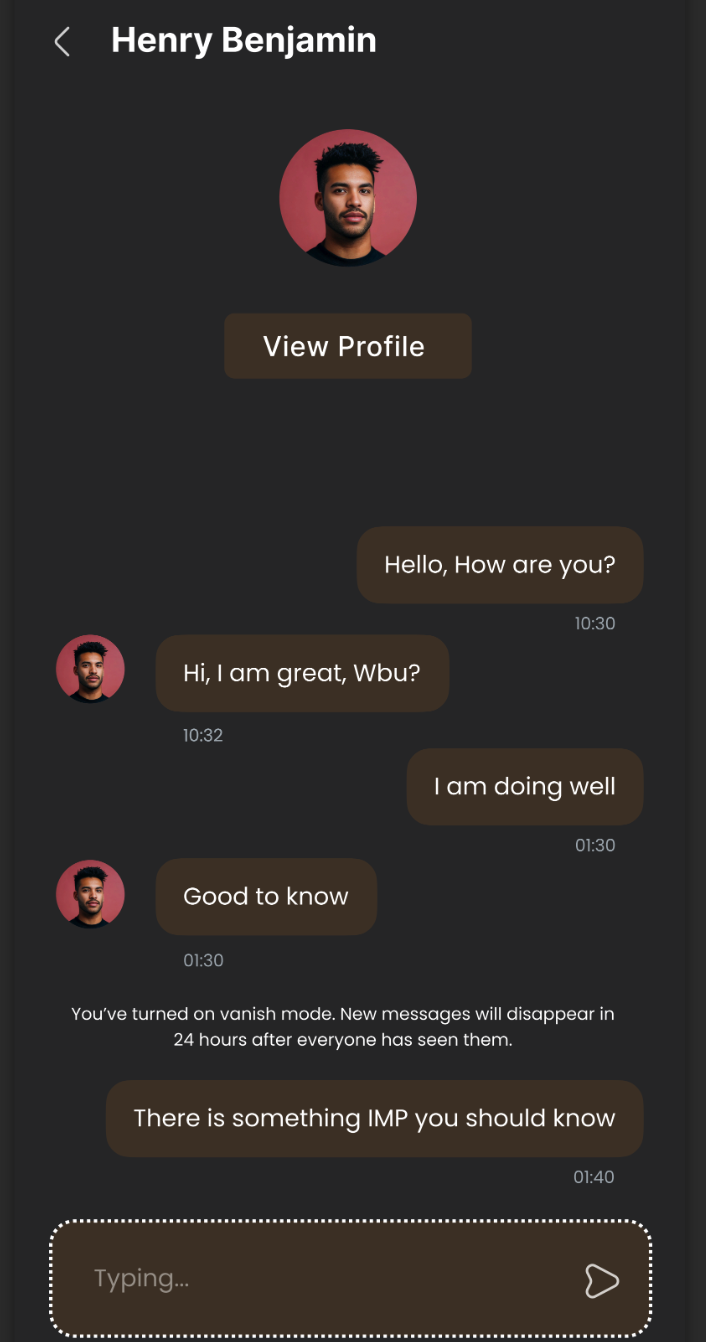 Henry Benjamin
View Profile
Hello, How are you?
10:30
Hi, I am great, Wbu?
10:32
I am doing well
01:30
Good to know
01:30
You’ve turned on vanish mode. New messages will disappear in
24 hours after everyone has seen them.
There is something IMP you should know
01:40
Typing...